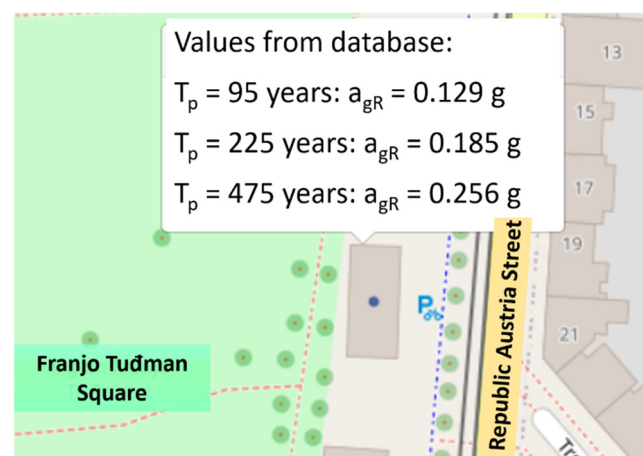 Values from database:
Tp = 95 years: agR = 0.129 g
Tp = 225 years: agR = 0.185 g
Tp = 475 years: agR = 0.256 g
13
15
17
19
21
P
Franjo Tuđman
Square
Republic Austria Street
Tr